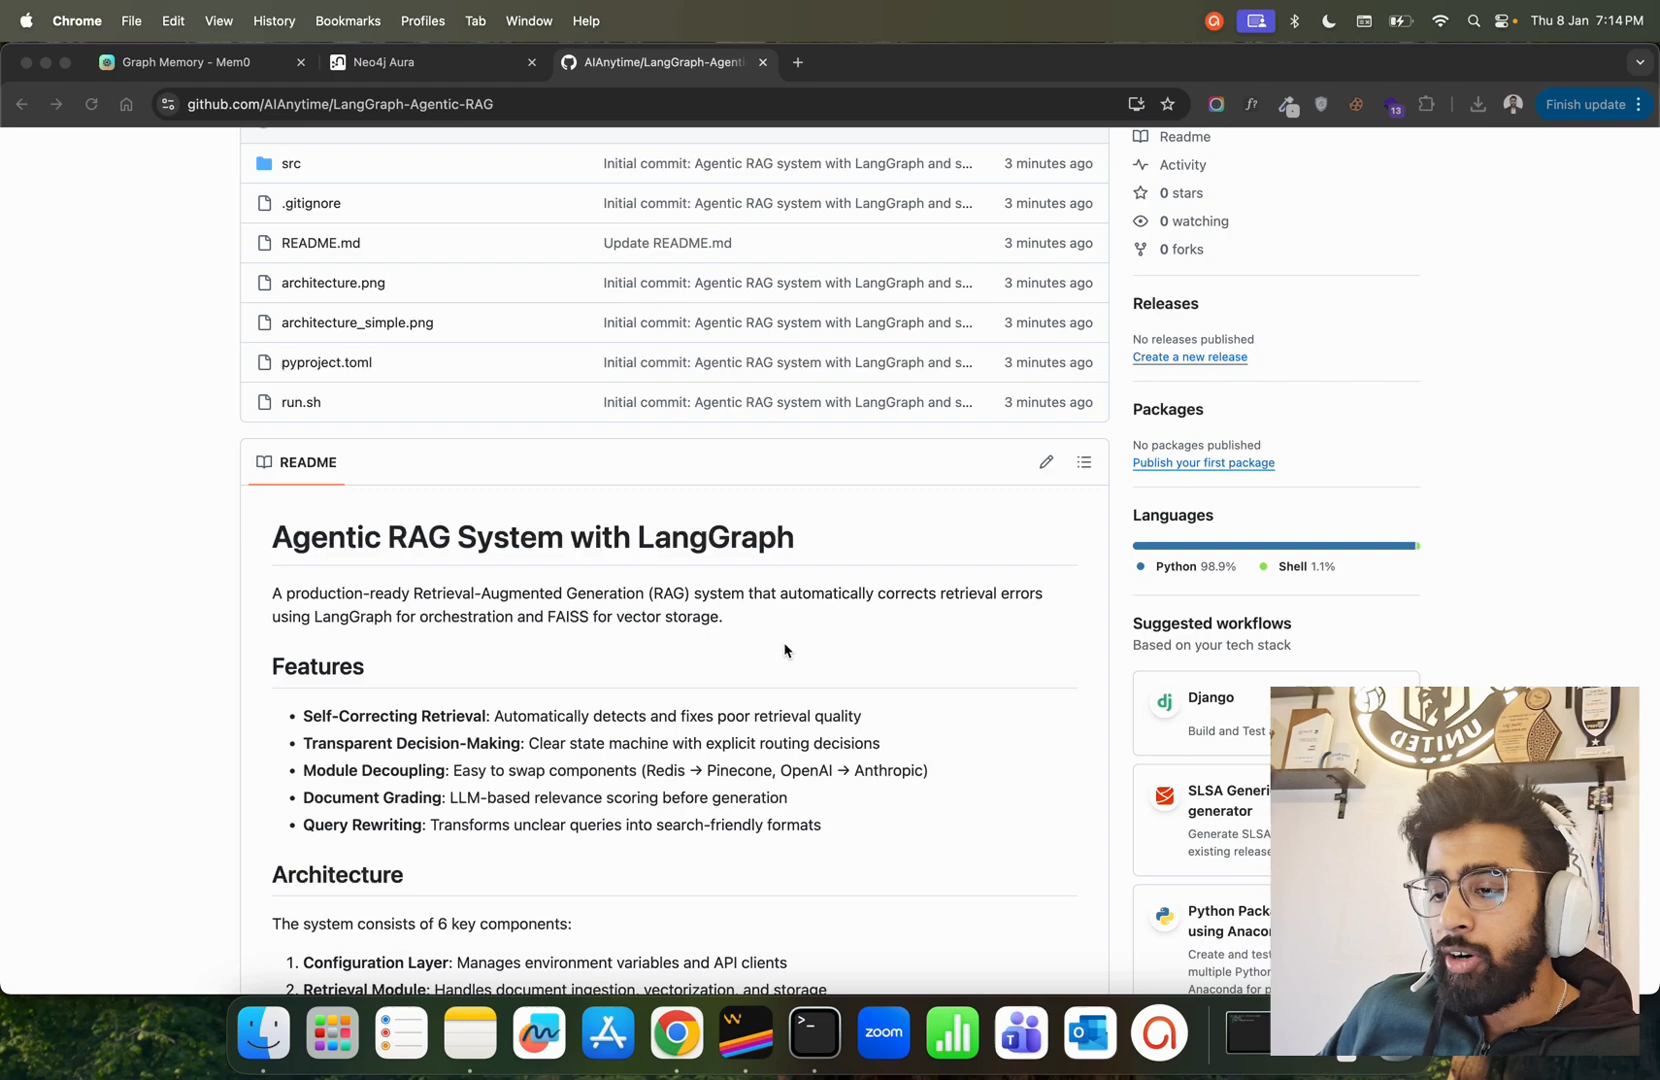 Chrome File Edit View History Bookmarks Profiles Tab Window Help Thu 8 Jan 7:14 PM
Graph Memory - Mem0 Neo4j Aura AIAnytime/LangGraph-Agenti
github.com/AIAnytime/LangGraph-Agentic-RAG f? 13 Finish update
src Initial commit: Agentic RAG system with LangGraph and s... 3 minutes ago
.gitignore Initial commit: Agentic RAG system with LangGraph and s... 3 minutes ago
README.md Update README.md 3 minutes ago
architecture.png Initial commit: Agentic RAG system with LangGraph and s... 3 minutes ago
architecture_simple.png Initial commit: Agentic RAG system with LangGraph and s... 3 minutes ago
pyproject.toml Initial commit: Agentic RAG system with LangGraph and s... 3 minutes ago
run.sh Initial commit: Agentic RAG system with LangGraph and s... 3 minutes ago
README
Agentic RAG System with LangGraph
A production-ready Retrieval-Augmented Generation (RAG) system that automatically corrects retrieval errors
using LangGraph for orchestration and FAISS for vector storage.
Features
• Self-Correcting Retrieval: Automatically detects and fixes poor retrieval quality
• Transparent Decision-Making: Clear state machine with explicit routing decisions
• Module Decoupling: Easy to swap components (Redis → Pinecone, OpenAI → Anthropic)
• Document Grading: LLM-based relevance scoring before generation
• Query Rewriting: Transforms unclear queries into search-friendly formats
Architecture
The system consists of 6 key components:
1. Configuration Layer: Manages environment variables and API clients
2. Retrieval Module: Handles document ingestion, vectorization, and storage
Readme
Activity
0 stars
0 watching
0 forks
Releases
No releases published
Create a new release
Packages
No packages published
Publish your first package
Languages
Python 98.9% Shell 1.1%
Suggested workflows
Based on your tech stack
dj Django
Build and Test a
SLSA Generi
generator
Generate SLSA
existing release
Python Packa
using Anacon
Create and test
multiple Python
Anaconda for p
UNITED
zoom